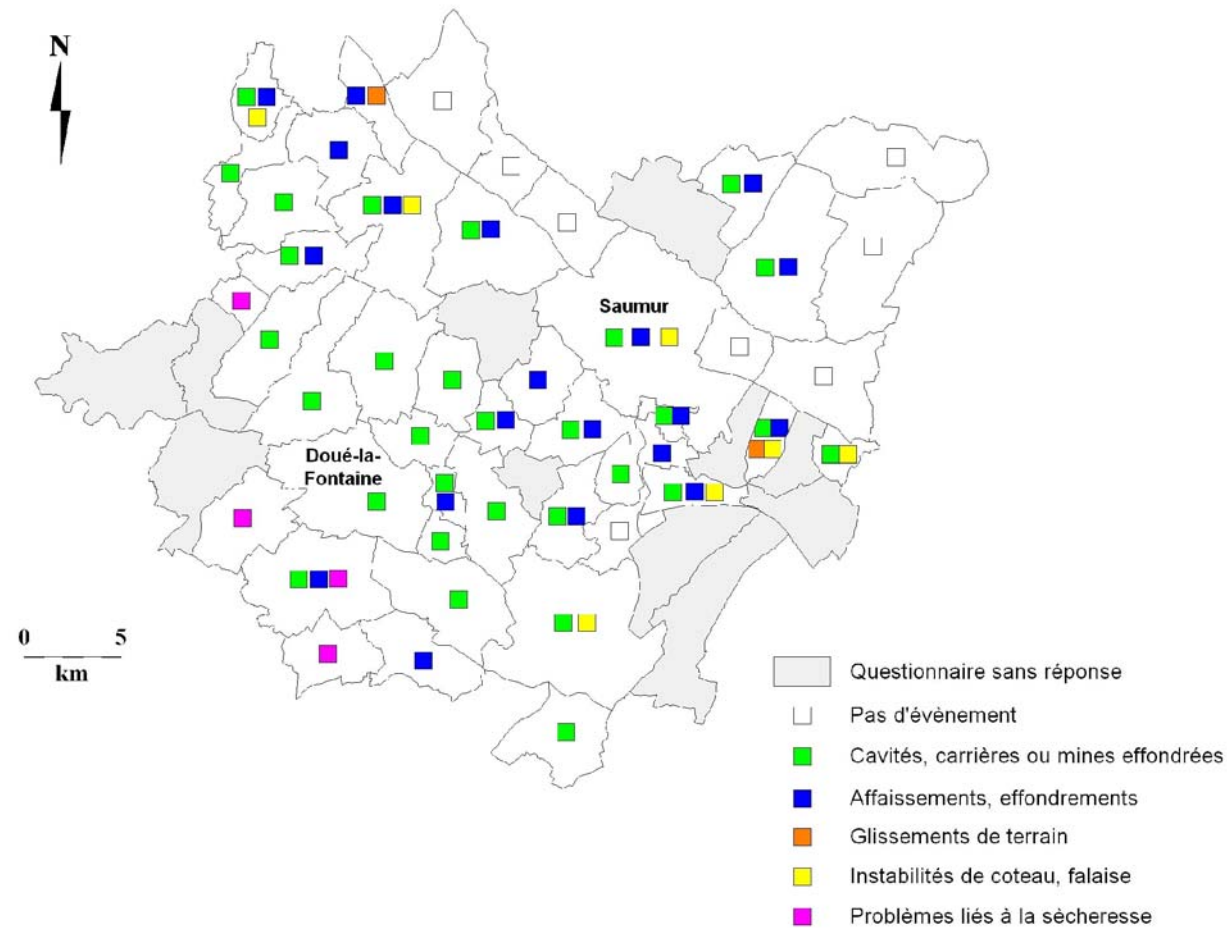 N
Saumur
Doué-la-
Fontaine
0 5
km
Questionnaire sans réponse
Pas d'évènement
Cavités, carrières ou mines effondrées
Affaissements, effondrements
Glissements de terrain
Instabilités de coteau, falaise
Problèmes liés à la sècheresse